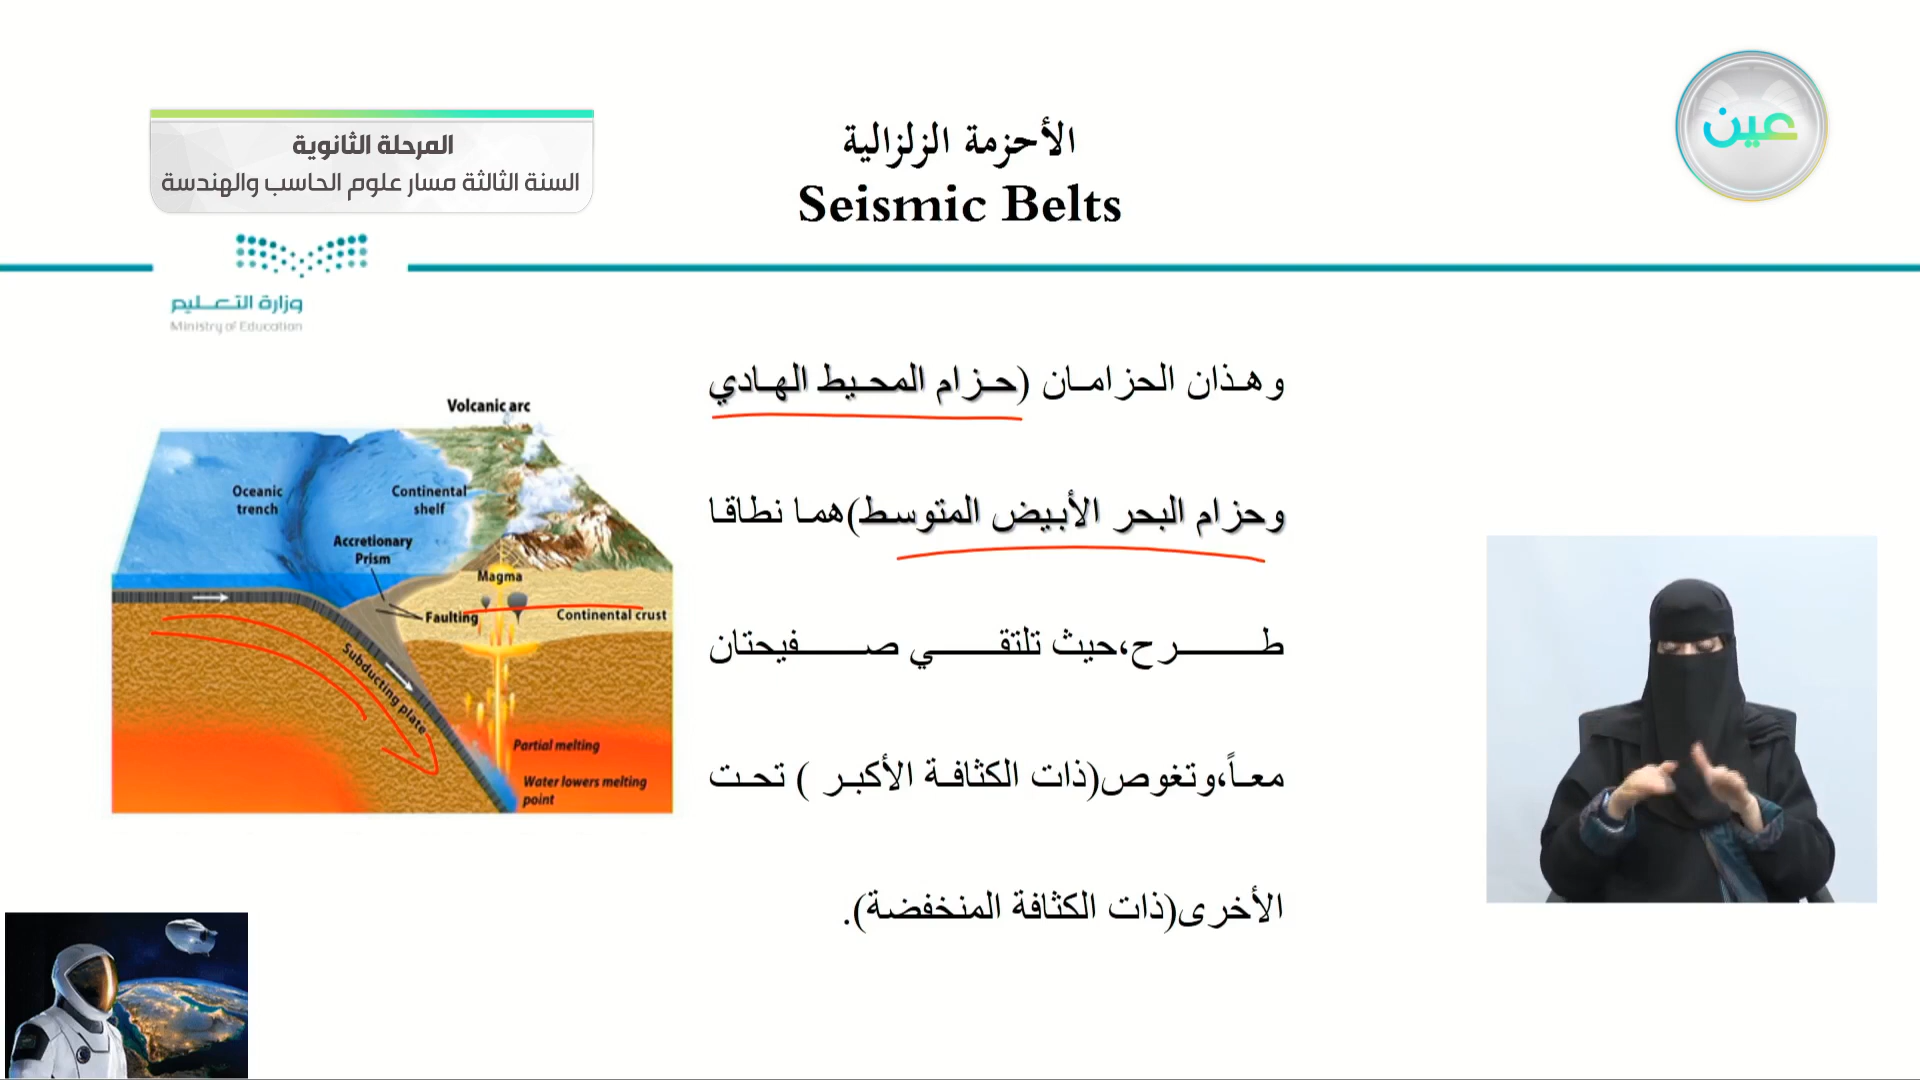 عين
المرحلة الثانوية
السنة الثالثة مسار علوم الحاسب والهندسة
الأحزمة الزلزالية
Seismic Belts
وزارة التعليم
Ministry of Education
وهذان الحزامان (حزام المحيط الهادي
وحزام البحر الأبيض المتوسط)هما نطاقا
طرح،حيث تلتقي صفيحتان
معاً،وتغوص(ذات الكثافة الأكبر ) تحت
الأخرى(ذات الكثافة المنخفضة).
Volcanic arc
Oceanic
trench
Continental
shelf
Accretionary
Prism
Magma
Faulting
Continental crust
Subducting plate
Partial melting
Water lowers melting
point